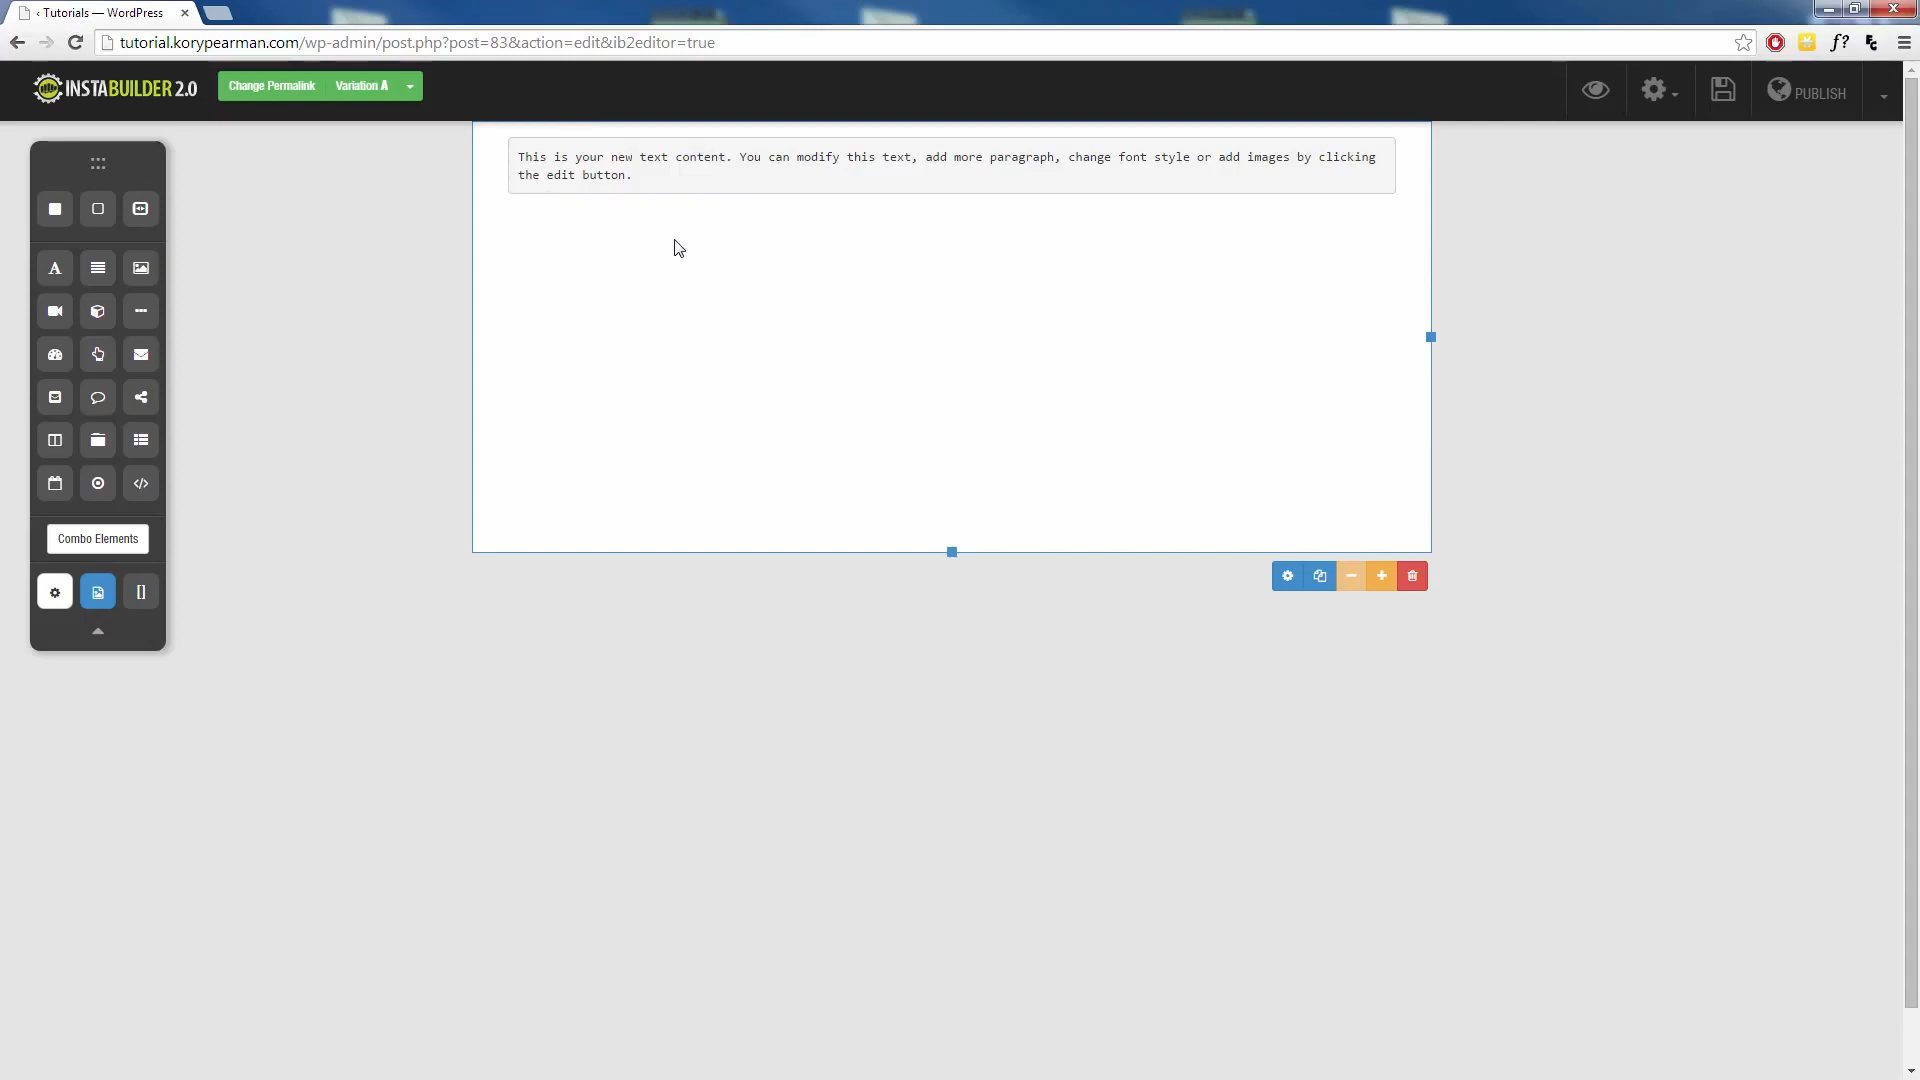 ‹ Tutorials — WordPress
tutorial.korypearman.com/wp-admin/post.php?post=83&action=edit&ib2editor=true
f?
INSTABUILDER 2.0
Change Permalink
Variation A
PUBLISH
This is your new text content. You can modify this text, add more paragraph, change font style or add images by clicking
the edit button.
A
</>
Combo Elements
[]